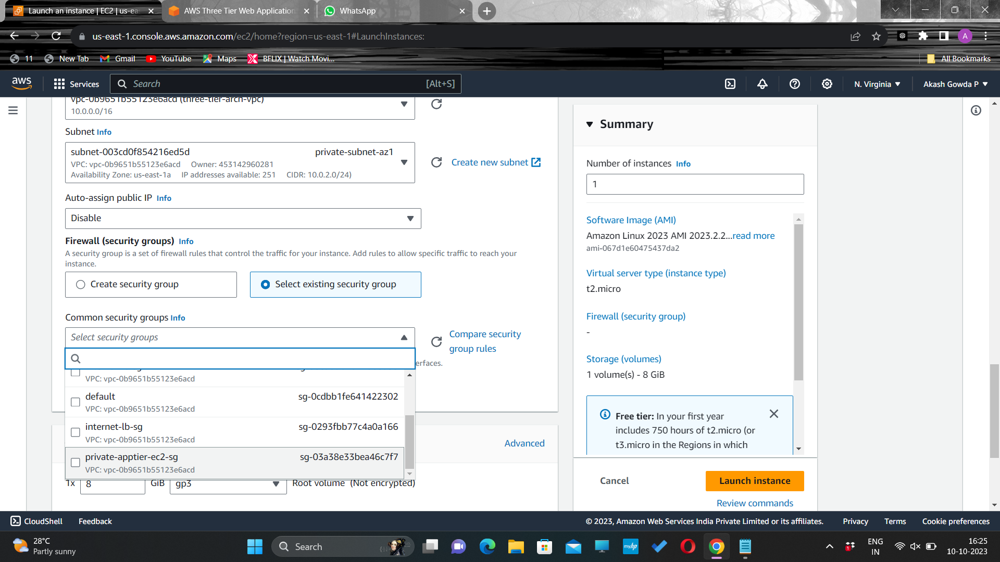 Launch an instance | EC2 | us-ea
AWS Three Tier Web Application
WhatsApp
us-east-1.console.aws.amazon.com/ec2/home?region=us-east-1#LaunchInstances:
A
11
New Tab
Gmail
YouTube
Maps
BFLIX | Watch Movi...
All Bookmarks
aws
Services
Search
[Alt+S]
N. Virginia
Akash Gowda P
vpc-0b9651b55123e6acd (three-tier-arch-vpc)
10.0.0.0/16
Subnet Info
subnet-003cd0f854216ed5d private-subnet-az1
VPC: vpc-0b9651b55123e6acd Owner: 453142960281
Availability Zone: us-east-1a IP addresses available: 251 CIDR: 10.0.2.0/24)
Create new subnet
Auto-assign public IP Info
Disable
Firewall (security groups) Info
A security group is a set of firewall rules that control the traffic for your instance. Add rules to allow specific traffic to reach your
instance.
Create security group
Select existing security group
Common security groups Info
Select security groups
Compare security
group rules
erfaces.
VPC: vpc-0b9651b55123e6acd
default sg-0cdbb1fe641422302
VPC: vpc-0b9651b55123e6acd
internet-lb-sg sg-0293fbb77c4a0a166
VPC: vpc-0b9651b55123e6acd
private-apptier-ec2-sg sg-03a38e33bea46c7f7
VPC: vpc-0b9651b55123e6acd
Advanced
1x 8 GiB gp3 Root volume (Not encrypted)
Summary
Number of instances Info
1
Software Image (AMI)
Amazon Linux 2023 AMI 2023.2.2...read more
ami-067d1e60475437da2
Virtual server type (instance type)
t2.micro
Firewall (security group)
-
Storage (volumes)
1 volume(s) - 8 GiB
Free tier: In your first year
includes 750 hours of t2.micro (or
t3.micro in the Regions in which
Cancel
Launch instance
Review commands
CloudShell
Feedback
© 2023, Amazon Web Services India Private Limited or its affiliates.
Privacy
Terms
Cookie preferences
28°C
Partly sunny
Search
myhp
1
ENG
IN
16:25
10-10-2023